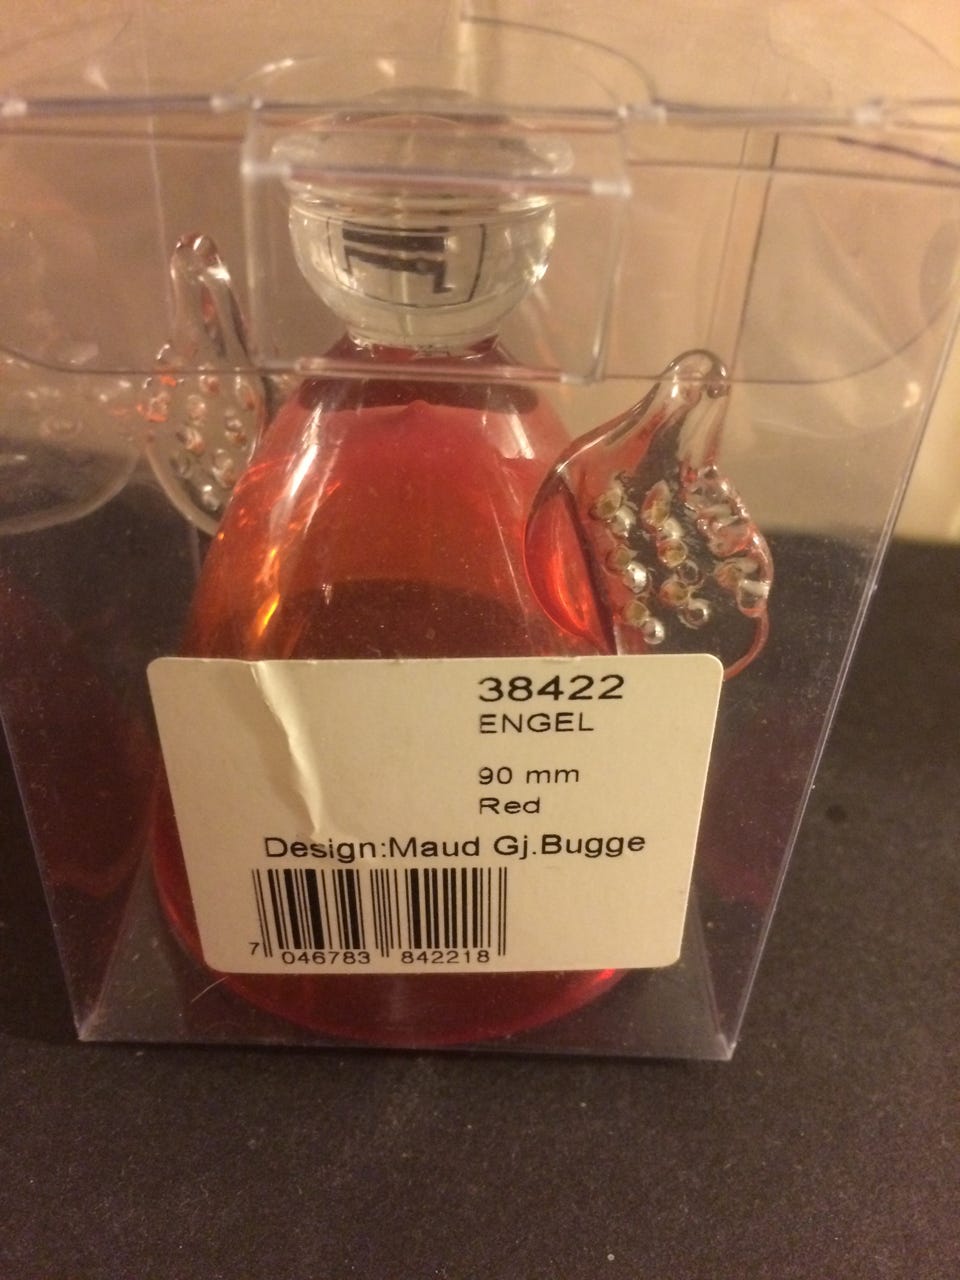 38422
ENGEL
90 mm
Red
Design:Maud Gj.Bugge
7 046783 842218